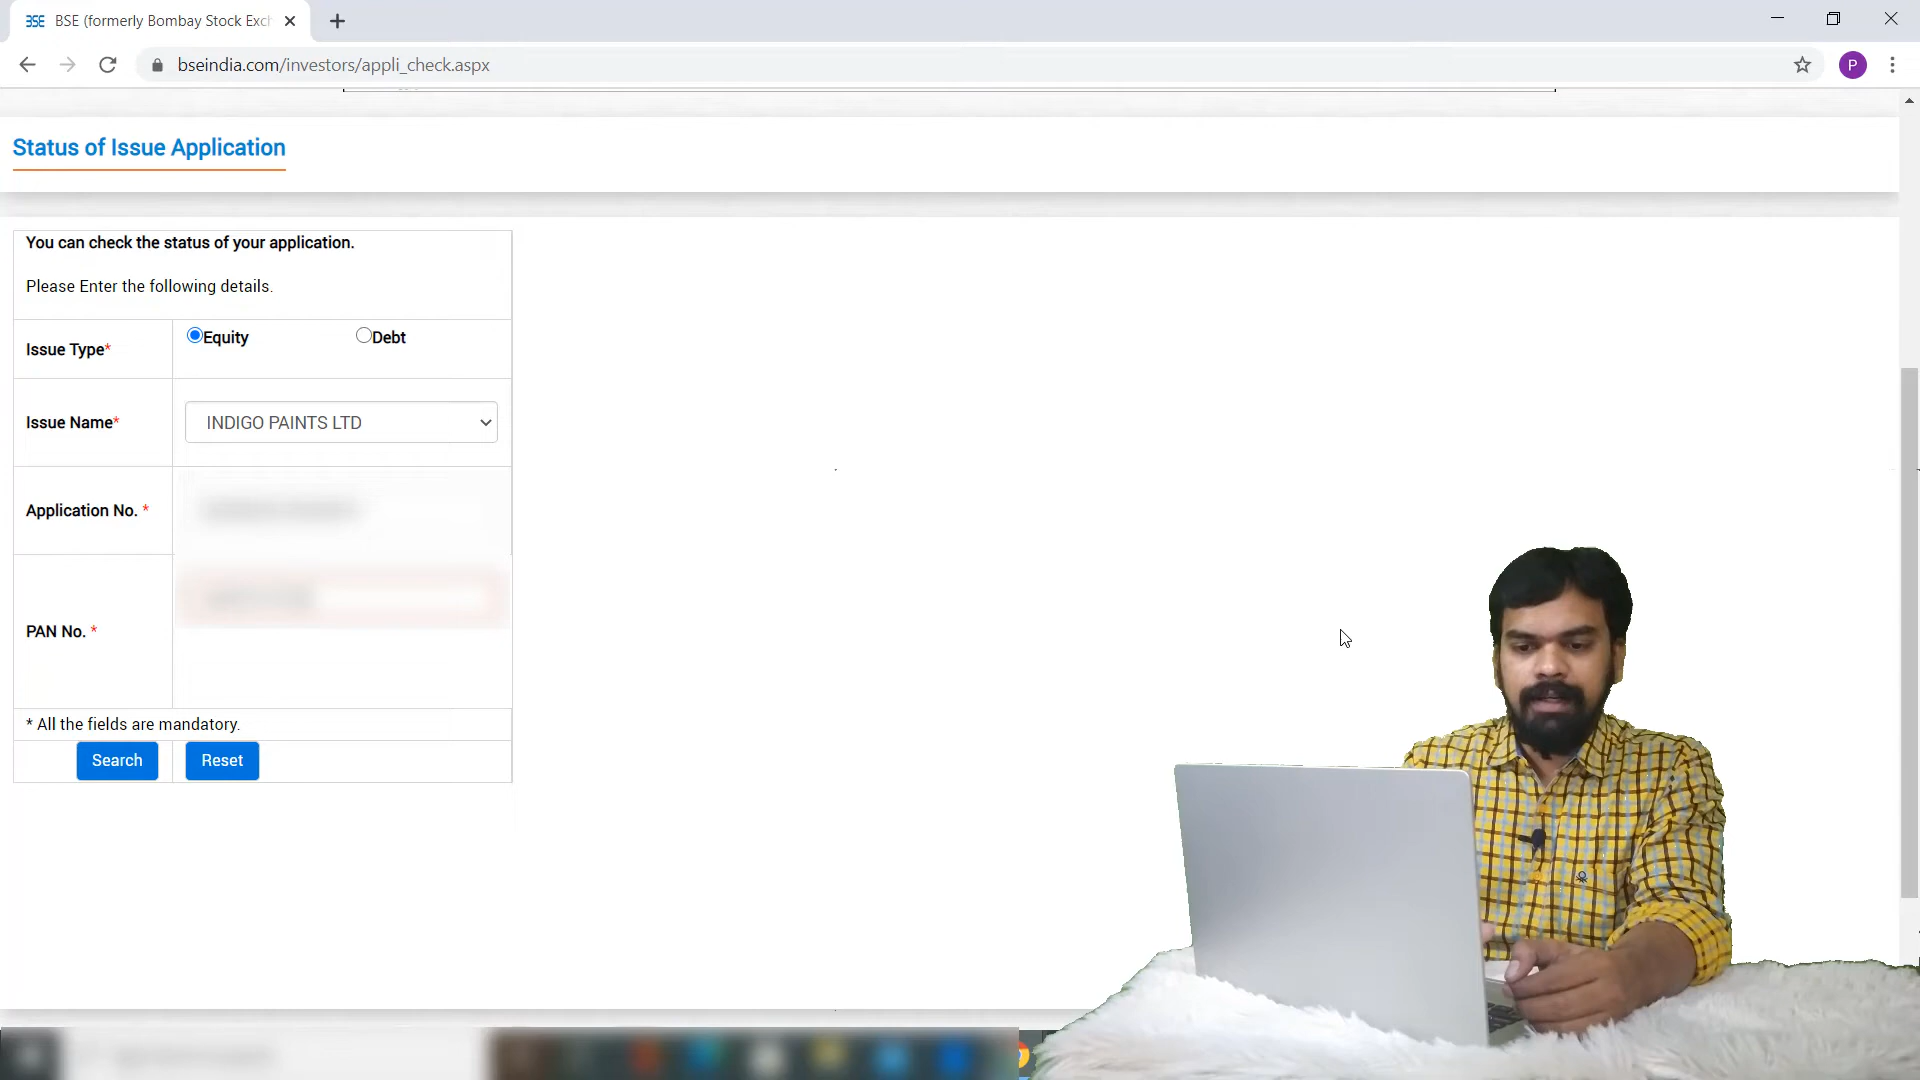 BSE BSE (formerly Bombay Stock Exch
bseindia.com/investors/appli_check.aspx
P
Status of Issue Application
You can check the status of your application.
Please Enter the following details.
Issue Type* Equity Debt
Issue Name* INDIGO PAINTS LTD
Application No. *
PAN No. *
* All the fields are mandatory.
Search Reset